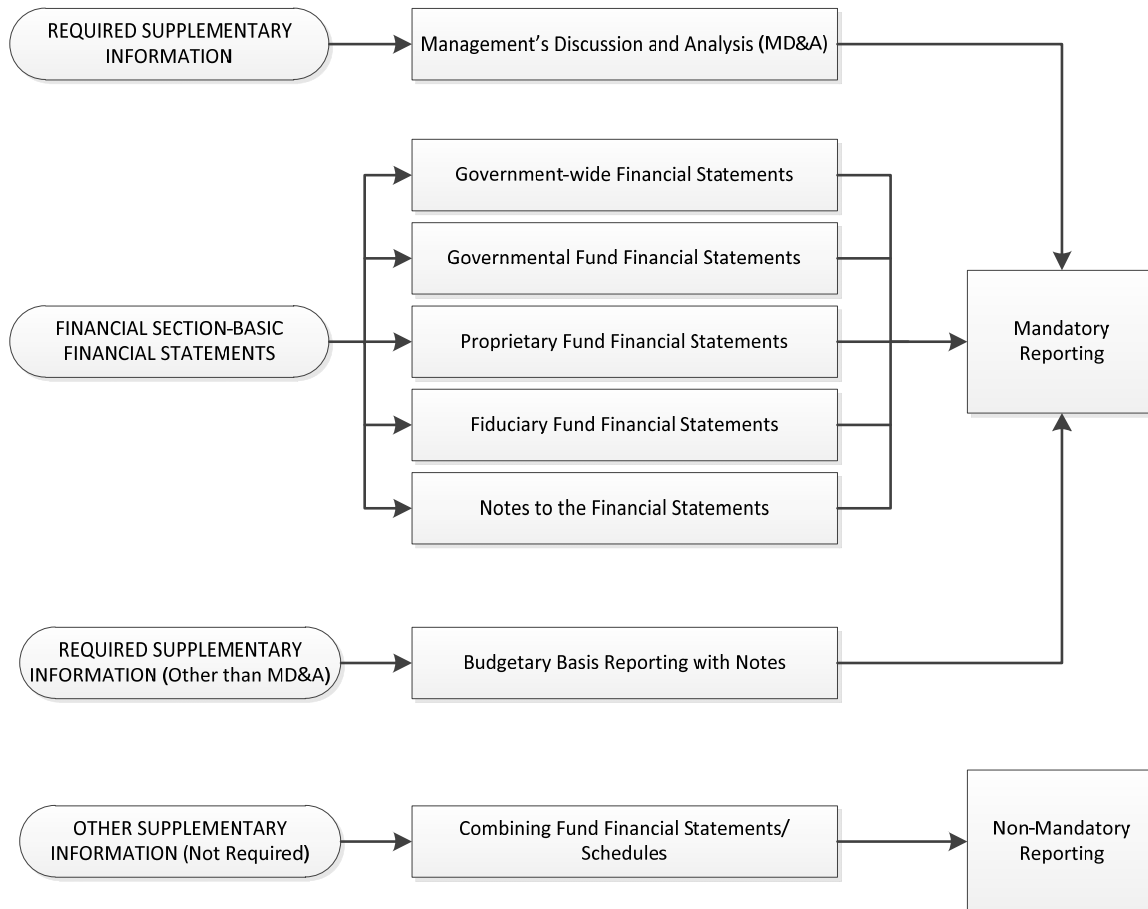 REQUIRED SUPPLEMENTARY
INFORMATION
Management’s Discussion and Analysis (MD&A)
Government-wide Financial Statements
Governmental Fund Financial Statements
FINANCIAL SECTION-BASIC
FINANCIAL STATEMENTS
Proprietary Fund Financial Statements
Mandatory
Reporting
Fiduciary Fund Financial Statements
Notes to the Financial Statements
REQUIRED SUPPLEMENTARY
INFORMATION (Other than MD&A)
Budgetary Basis Reporting with Notes
OTHER SUPPLEMENTARY
INFORMATION (Not Required)
Combining Fund Financial Statements/
Schedules
Non-Mandatory
Reporting